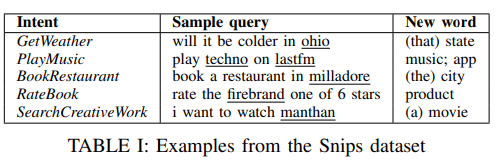 Intent Sample query New word
GetWeather will it be colder in ohio (that) state
PlayMusic play techno on lastfm music; app
BookRestaurant book a restaurant in milladore (the) city
RateBook rate the firebrand one of 6 stars product
SearchCreativeWork i want to watch manthan (a) movie
TABLE I: Examples from the Snips dataset